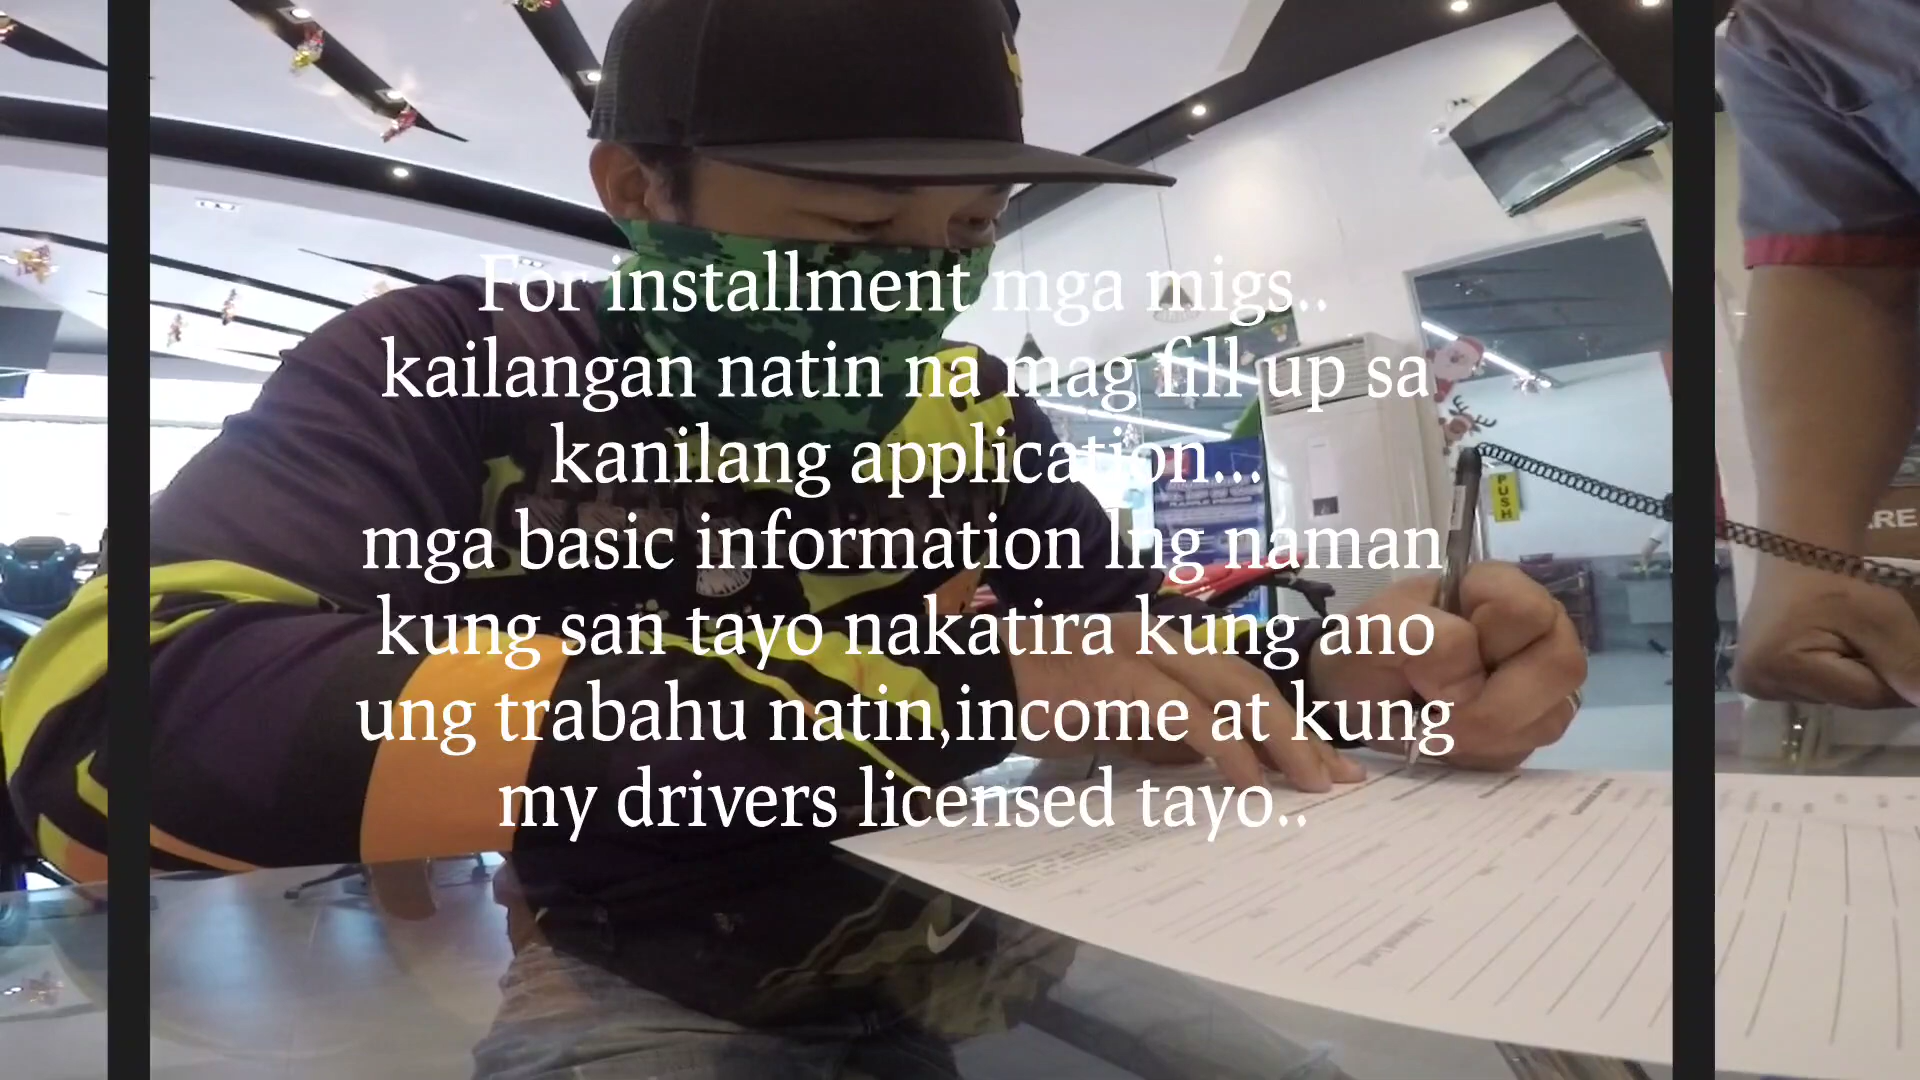 For installment mga migs..
kailangan natin na mag fill up sa
kanilang application...
mga basic information lng naman
kung san tayo nakatira kung ano
ung trabahu natin,income at kung
my drivers licensed tayo..
PUSH